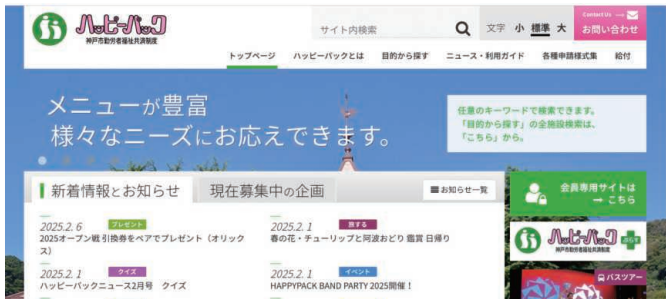 ハッピーパック
神戸市勤労者福祉共済制度
サイト内検索
文字 小 標準 大
Contact Us
お問い合わせ
トップページ ハッピーパックとは 目的から探す ニュース・利用ガイド 各種申請様式集 給付
メニューが豊富
様々なニーズにお応えできます。
任意のキーワードで検索できます。
「目的から探す」の全施設検索は、
「こちら」から。
新着情報とお知らせ 現在募集中の企画 お知らせ一覧
2025.2. 6 プレゼント
2025オープン戦 引換券をペアでプレゼント（オリック
ス）
2025.2. 1 旅する
春の花・チューリップと阿波おどり 鑑賞 日帰り
2025.2. 1 クイズ
ハッピーパックニュース2月号 クイズ
2025.2. 1 イベント
HAPPYPACK BAND PARTY 2025開催！
会員専用サイトは
→ こちら
ハッピーパック
神戸市勤労者福祉共済制度
バスツアー